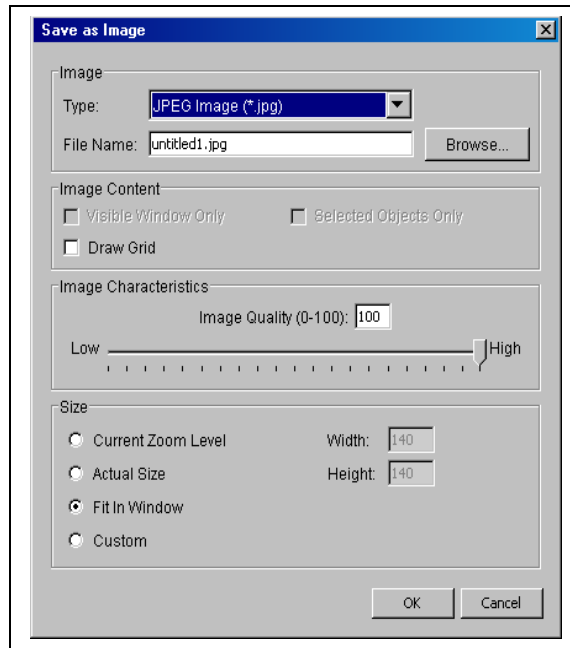 Save as Image
Image
Type: JPEG Image (*.jpg)
File Name: untitled1.jpg Browse...
Image Content
Visible Window Only Selected Objects Only
Draw Grid
Image Characteristics
Image Quality (0-100): 100
Low High
Size
Current Zoom Level Width: 140
Actual Size Height: 140
Fit In Window
Custom
OK Cancel